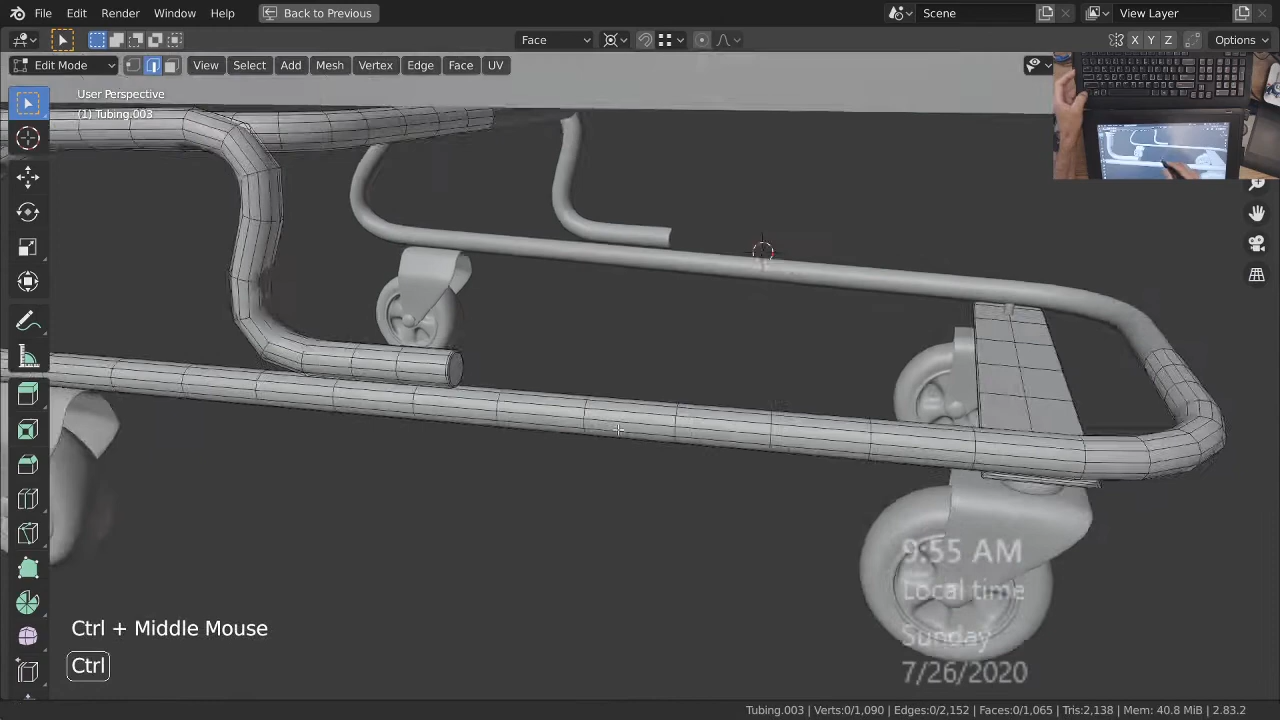 File Edit Render Window Help Back to Previous Scene View Layer
Face X Y Z Options
Edit Mode View Select Add Mesh Vertex Edge Face UV
User Perspective
(1) Tubing.003
9:55 AM
Local time
Sunday
7/26/2020
Ctrl + Middle Mouse
Ctrl
Tubing.003 | Verts:0/1,090 | Edges:0/2,152 | Faces:0/1,065 | Tris:2,138 | Mem: 40.8 MiB | 2.83.2